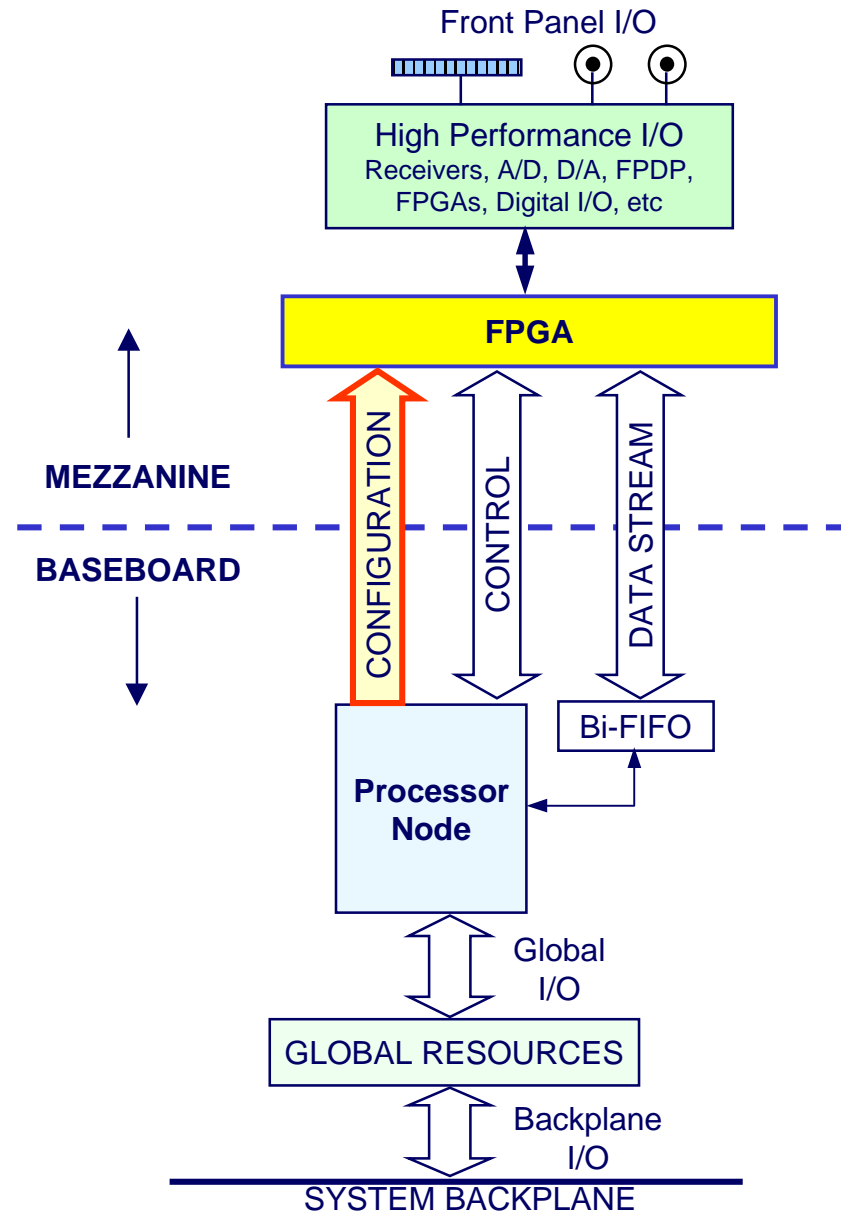 Front Panel I/O
High Performance I/O
Receivers, A/D, D/A, FPDP,
FPGAs, Digital I/O, etc
FPGA
CONFIGURATION
CONTROL
DATA STREAM
MEZZANINE
BASEBOARD
Bi-FIFO
Processor
Node
Global
I/O
GLOBAL RESOURCES
Backplane
I/O
SYSTEM BACKPLANE